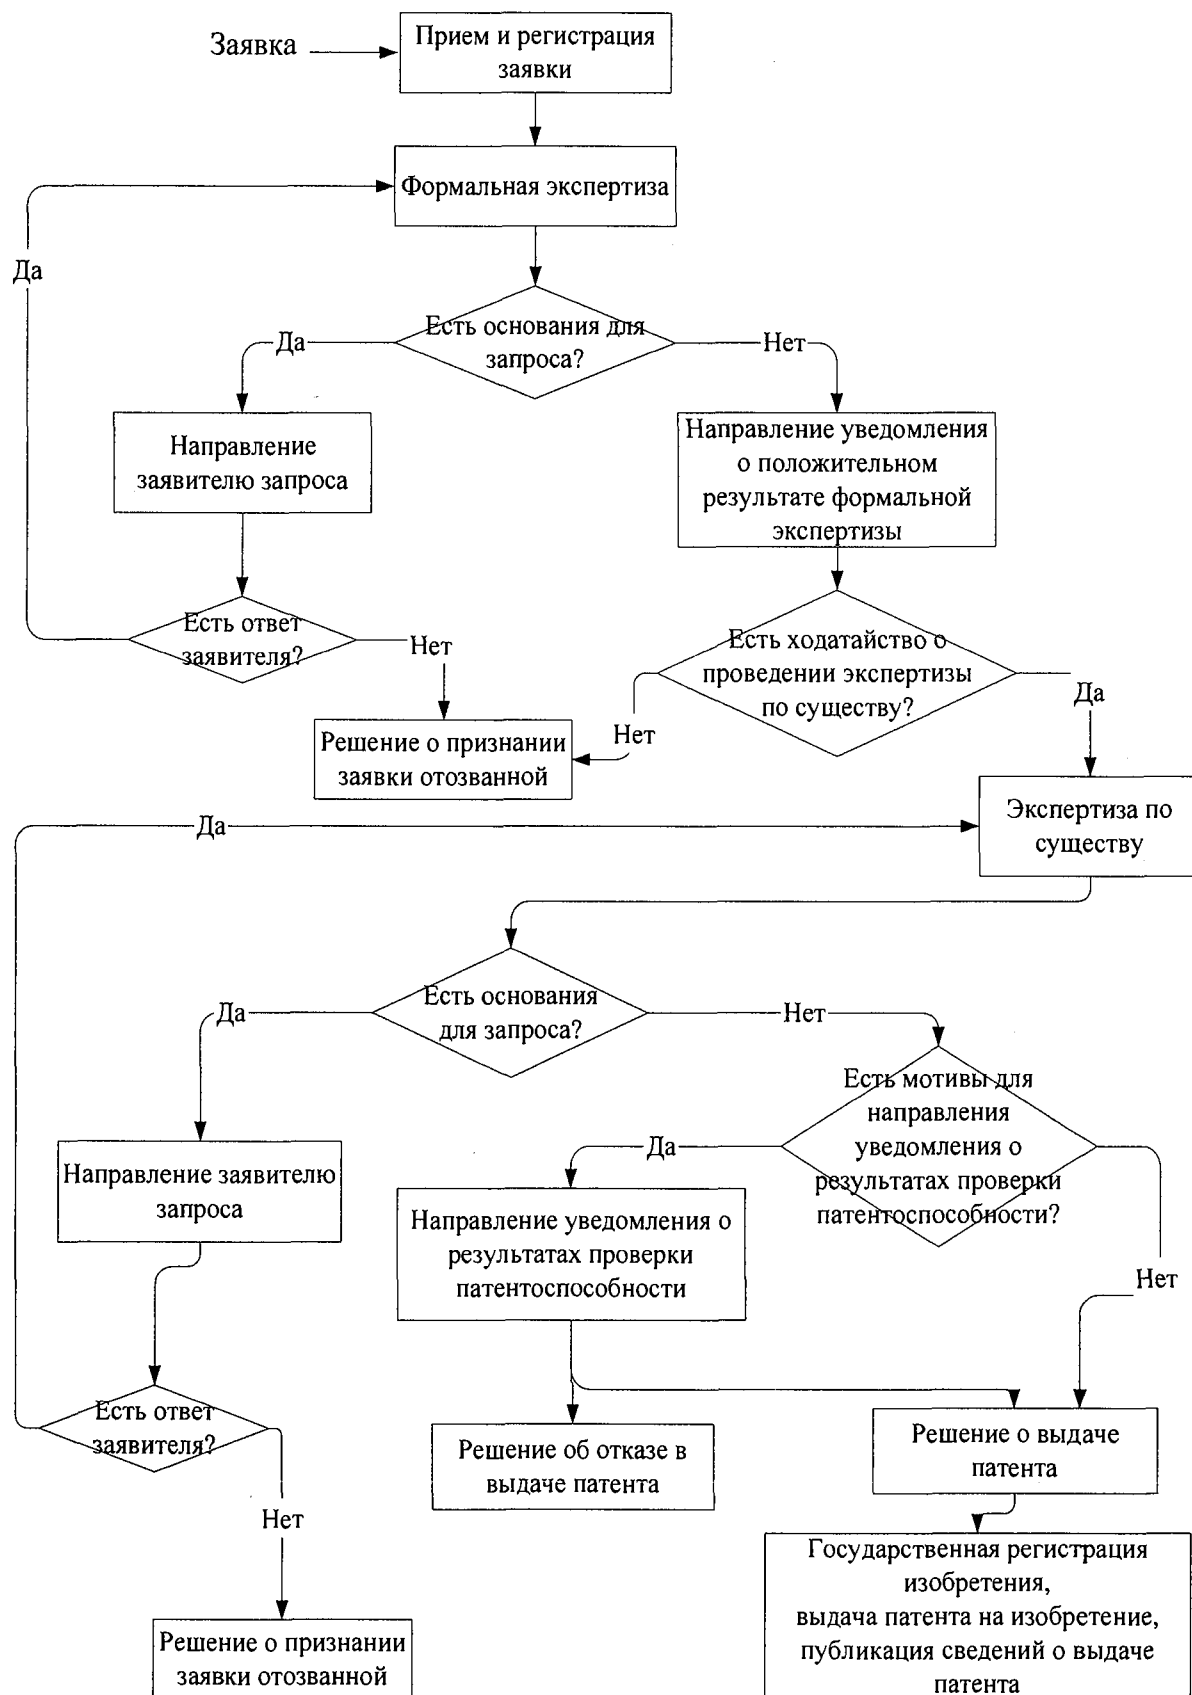 Заявка
Прием и регистрация
заявки
Формальная экспертиза
Да
Есть основания для
запроса?
Да
Нет
Направление
заявителю запроса
Направление уведомления
о положительном
результате формальной
экспертизы
Есть ответ
заявителя?
Нет
Есть ходатайство о
проведении экспертизы
по существу?
Да
Нет
Решение о признании
заявки отозванной
Экспертиза по
существу
Да
Есть основания
для запроса?
Да
Нет
Есть мотивы для
направления
уведомления о
результатах проверки
патентоспособности?
Да
Направление заявителю
запроса
Направление уведомления о
результатах проверки
патентоспособности
Нет
Есть ответ
заявителя?
Решение об отказе в
выдаче патента
Решение о выдаче
патента
Нет
Государственная регистрация
изобретения,
выдача патента на изобретение,
публикация сведений о выдаче
патента
Решение о признании
заявки отозванной